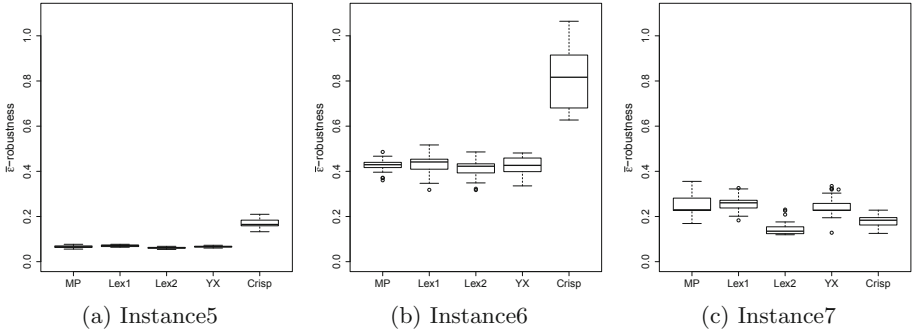 ε̅−robustness
1.0
0.8
0.6
0.4
0.2
0.0
MP Lex1 Lex2 YX Crisp
(a) Instance5
ε̅−robustness
1.0
0.8
0.6
0.4
0.2
0.0
MP Lex1 Lex2 YX Crisp
(b) Instance6
ε̅−robustness
1.0
0.8
0.6
0.4
0.2
0.0
MP Lex1 Lex2 YX Crisp
(c) Instance7